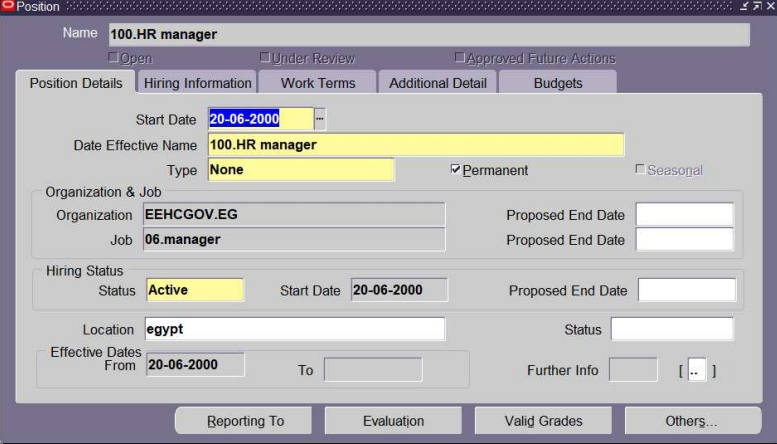 Position
Name 100.HR manager
Open Under Review Approved Future Actions
Position Details Hiring Information Work Terms Additional Detail Budgets
Start Date 20-06-2000 ...
Date Effective Name 100.HR manager
Type None Permanent Seasonal
Organization & Job
Organization EEHCGOV.EG Proposed End Date
Job 06.manager Proposed End Date
Hiring Status
Status Active Start Date 20-06-2000 Proposed End Date
Location egypt Status
Effective Dates
From 20-06-2000 To Further Info [ .. ]
Reporting To Evaluation Valid Grades Others...